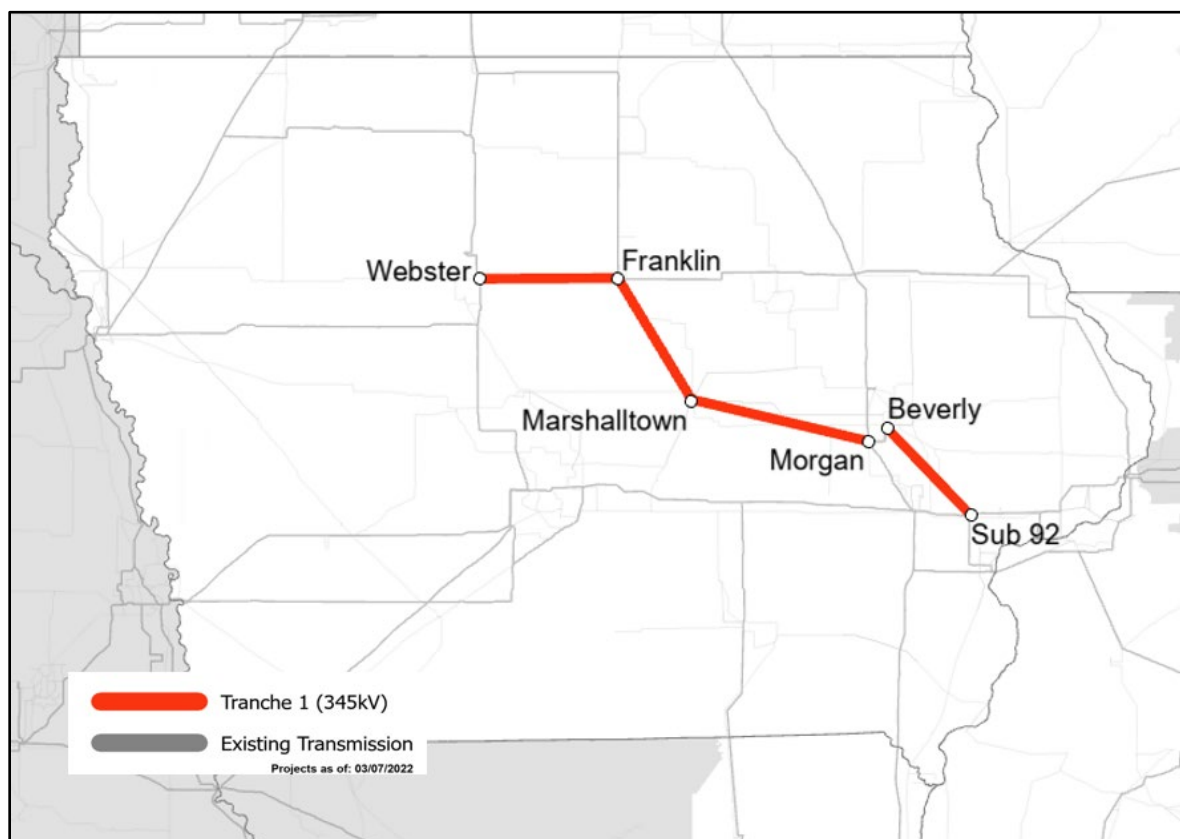 Webster
Franklin
Marshalltown
Beverly
Morgan
Sub 92
Tranche 1 (345kV)
Existing Transmission
Projects as of: 03/07/2022